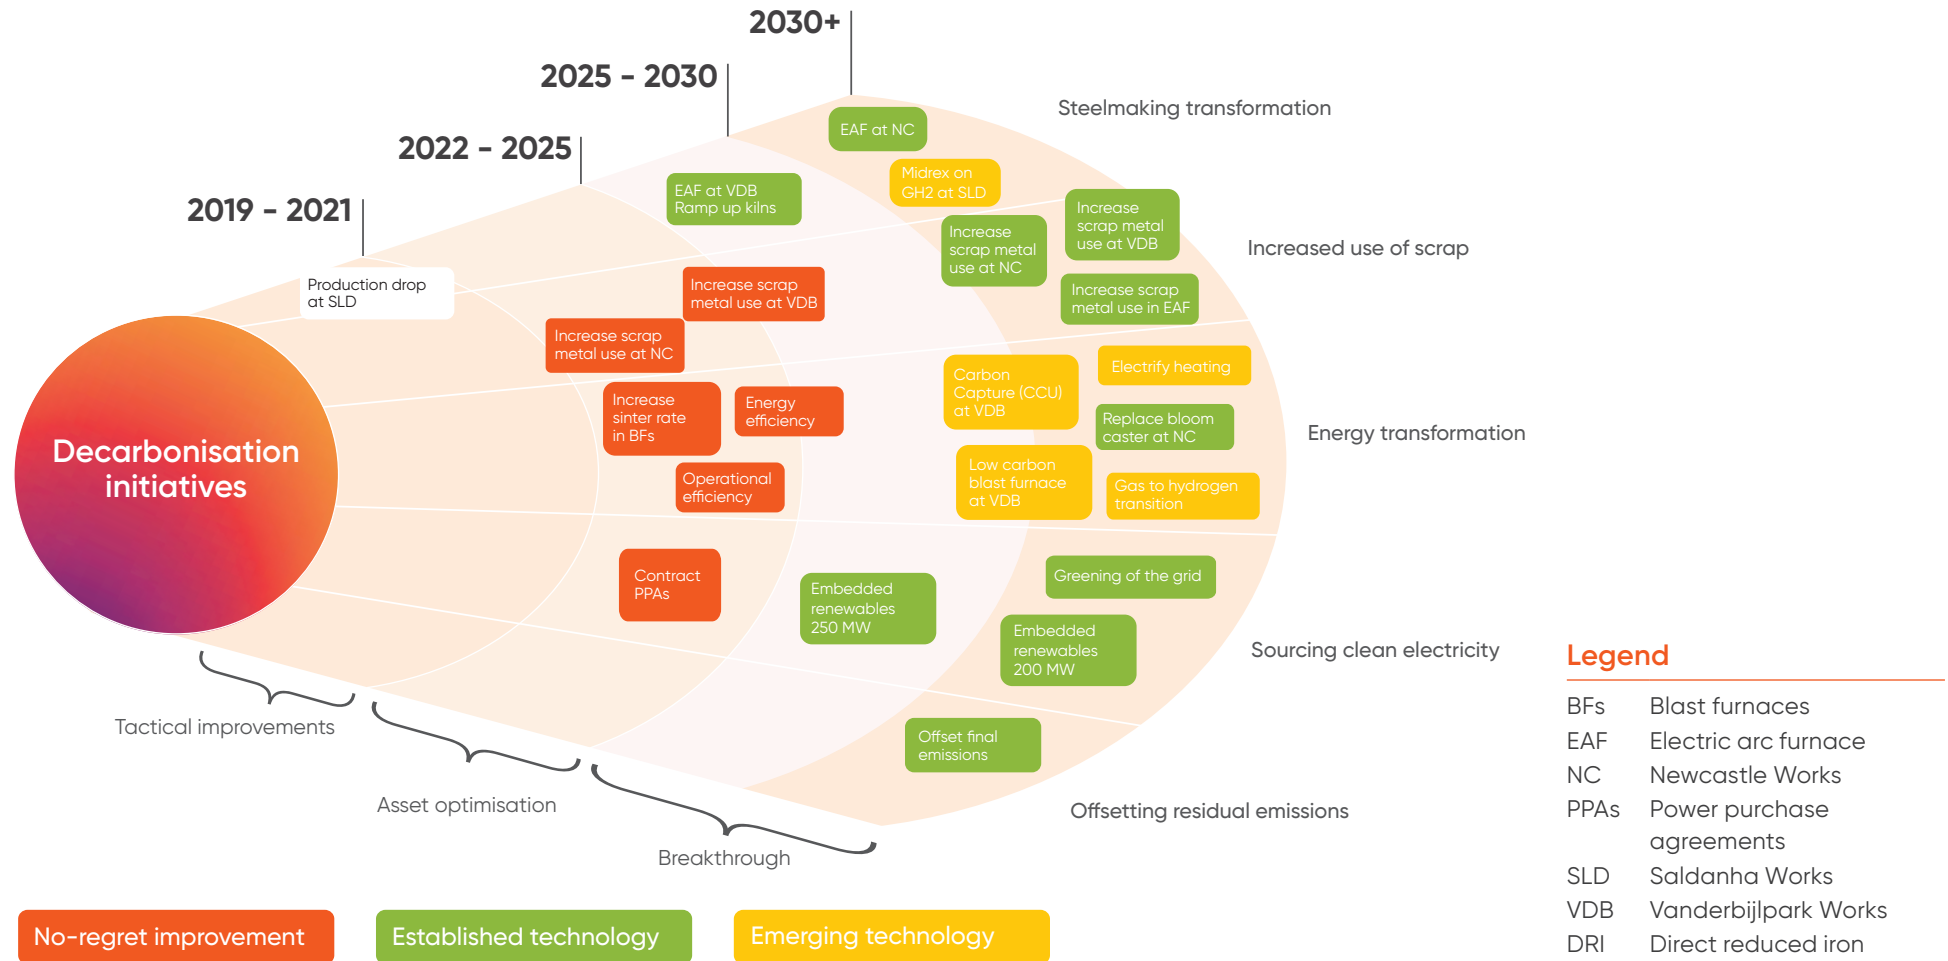 2030+
2025 - 2030
2022 - 2025
2019 - 2021
Steelmaking transformation
EAF at NC
Midrex on
GH2 at SLD
EAF at VDB
Ramp up kilns
Production drop
at SLD
Increased use of scrap
Increase
scrap metal
use at VDB
Increase
scrap metal
use at NC
Increase scrap
metal use in EAF
Increase scrap
metal use at VDB
Increase scrap
metal use at NC
Energy transformation
Increase
sinter rate
in BFs
Energy
efficiency
Operational
efficiency
Carbon
Capture (CCU)
at VDB
Electrify heating
Replace bloom
caster at NC
Low carbon
blast furnace
at VDB
Gas to hydrogen
transition
Decarbonisation
initiatives
Sourcing clean electricity
Contract
PPAs
Embedded
renewables
250 MW
Greening of the grid
Embedded
renewables
200 MW
Offsetting residual emissions
Offset final
emissions
Tactical improvements
Asset optimisation
Breakthrough
No-regret improvement
Established technology
Emerging technology
Legend
BFs Blast furnaces
EAF Electric arc furnace
NC Newcastle Works
PPAs Power purchase
agreements
SLD Saldanha Works
VDB Vanderbijlpark Works
DRI Direct reduced iron